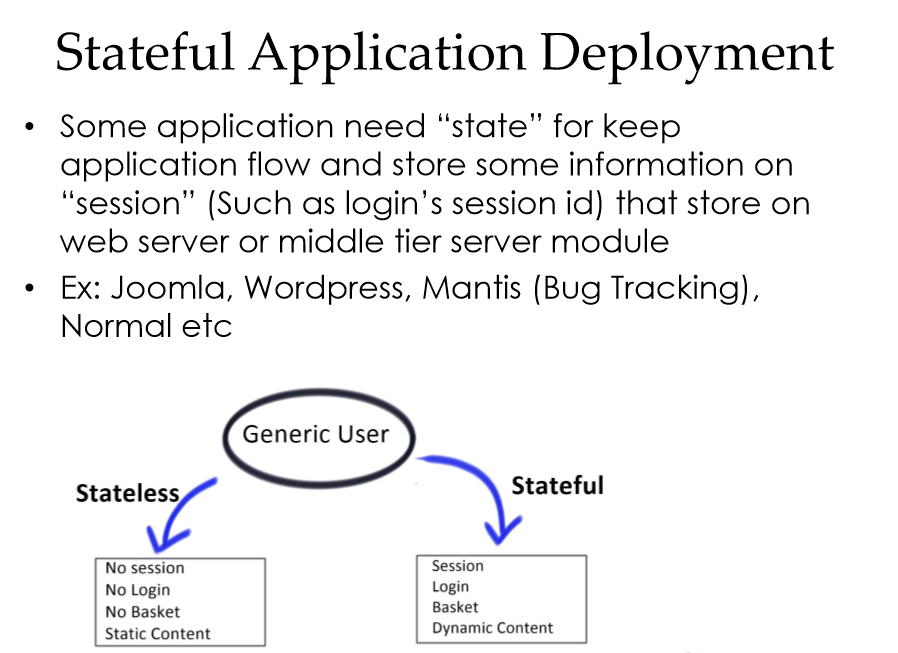 Stateful Application Deployment
• Some application need “state” for keep
application flow and store some information on
“session” (Such as login’s session id) that store on
web server or middle tier server module
• Ex: Joomla, Wordpress, Mantis (Bug Tracking),
Normal etc
Generic User
Stateless
Stateful
No session
No Login
No Basket
Static Content
Session
Login
Basket
Dynamic Content